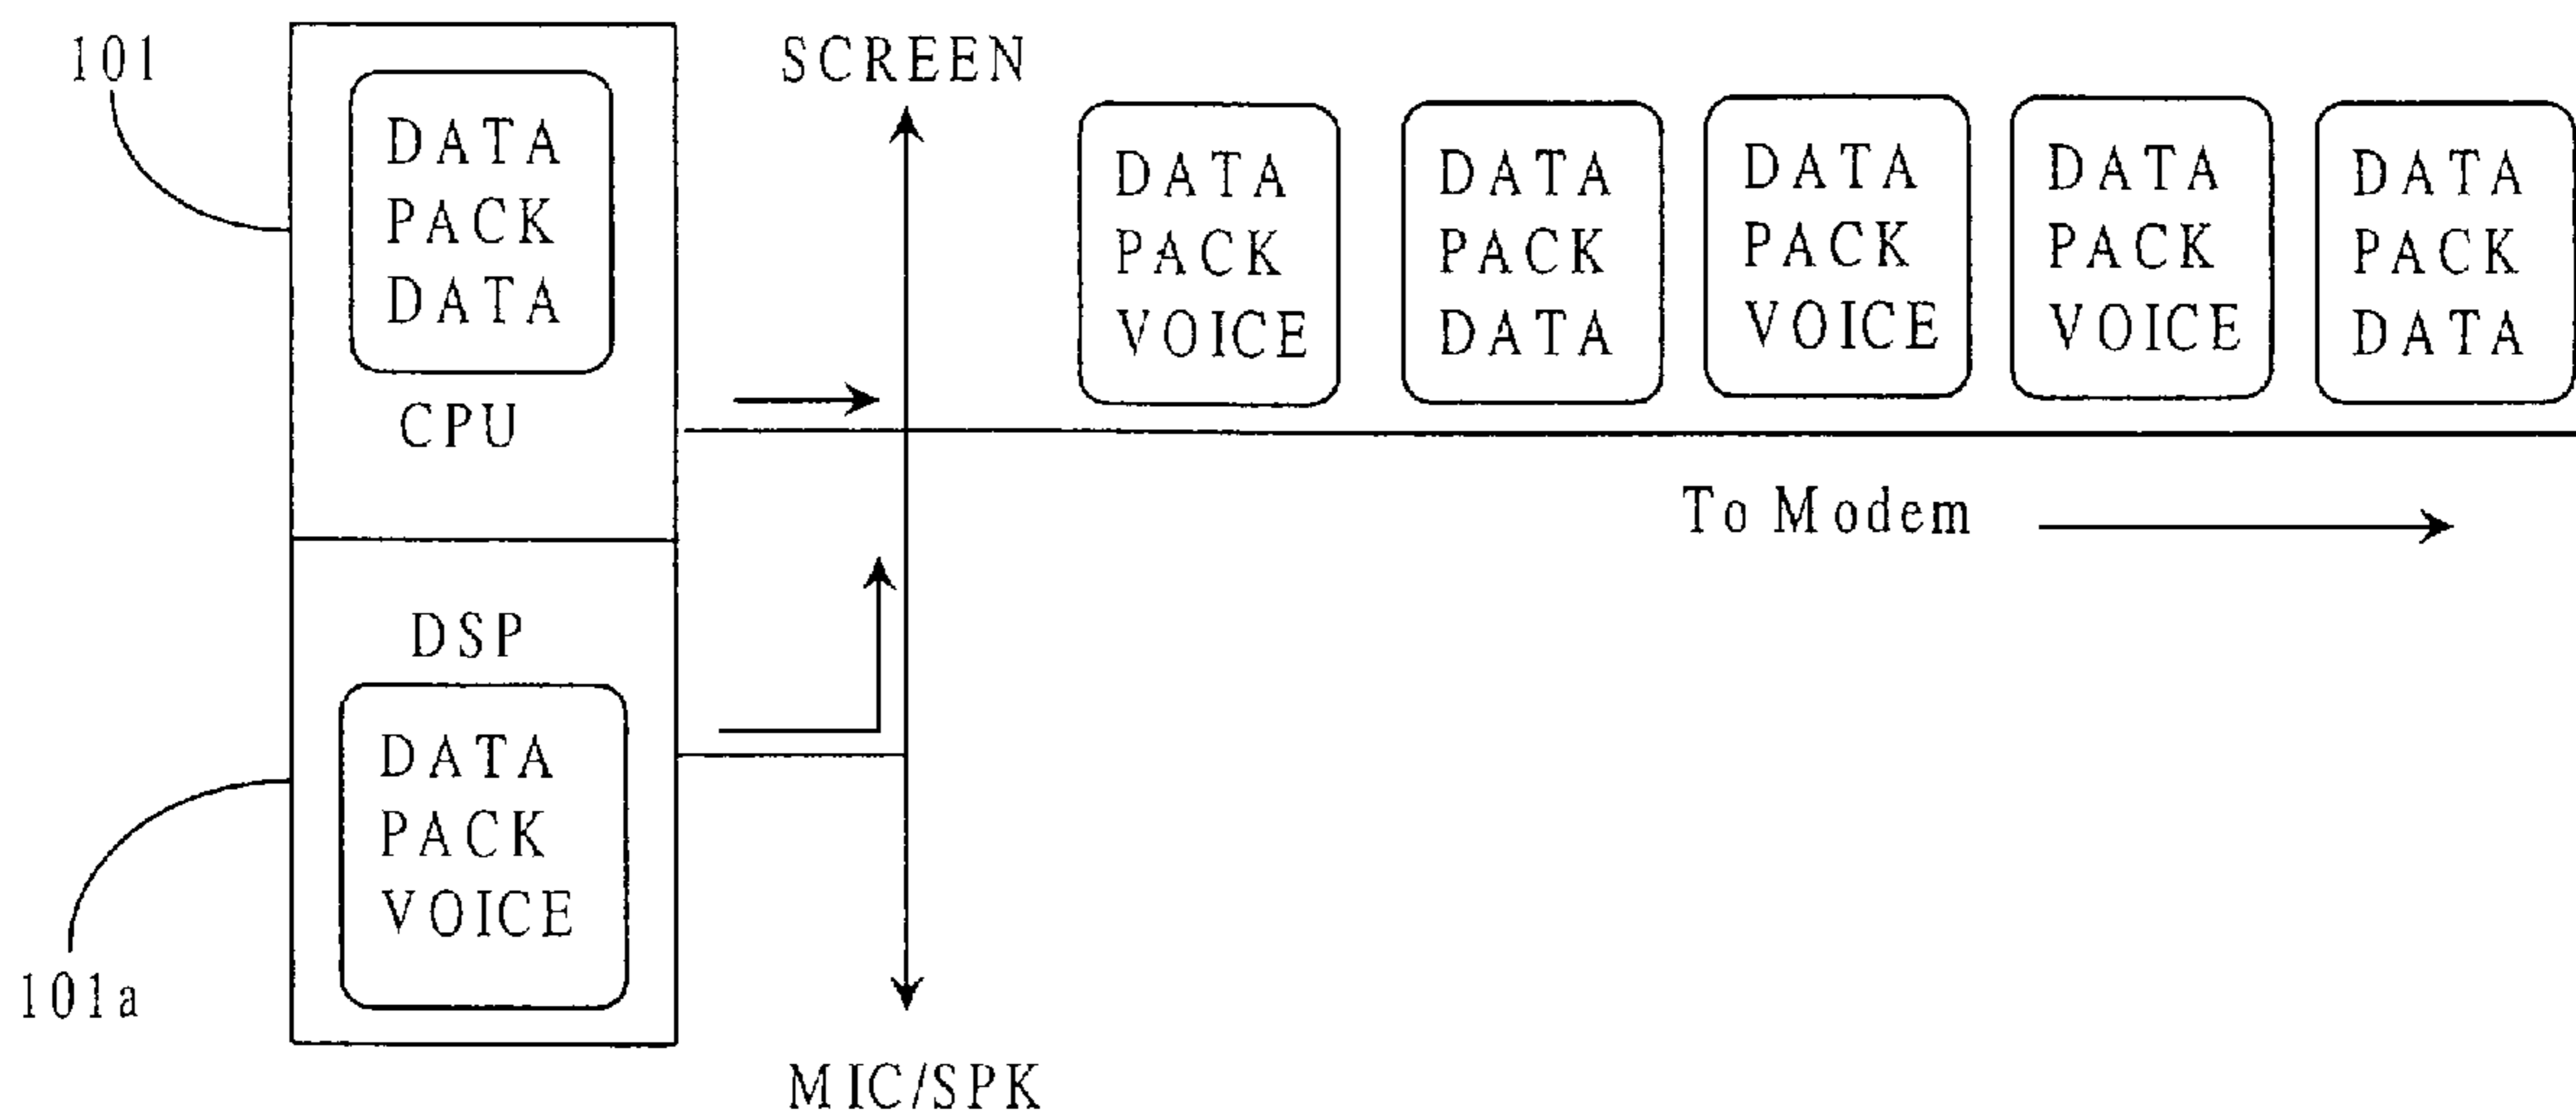 101
DATA
PACK
DATA
CPU
DSP
DATA
PACK
VOICE
101a
SCREEN
MIC/SPK
DATA
PACK
VOICE
DATA
PACK
DATA
DATA
PACK
VOICE
DATA
PACK
VOICE
DATA
PACK
DATA
To Modem